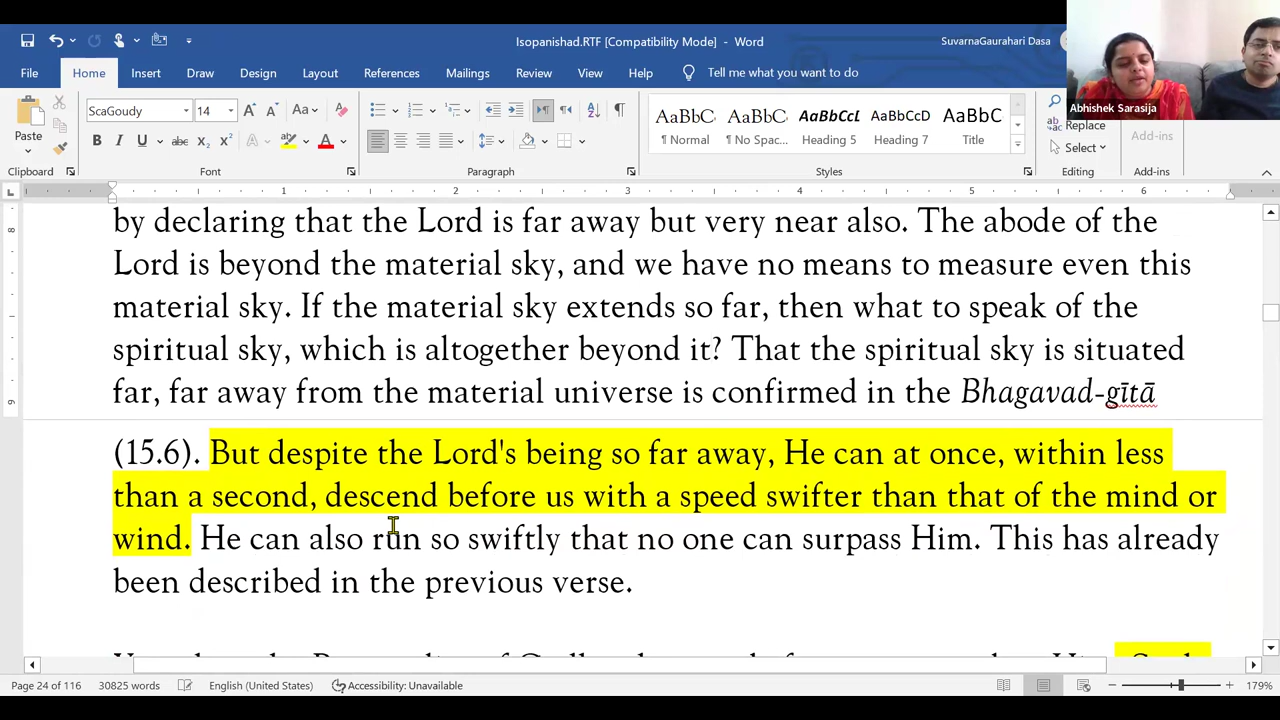 Isopanishad.RTF [Compatibility Mode] - Word
SuvarnaGaurahari Dasa
File Home Insert Draw Design Layout References Mailings Review View Help Tell me what you want to do
Abhishek Sarasija
ScaGoudy 14
Paste
AaBbC AaBbC AaBbCcL AaBbCcD AaBbC
¶ Normal ¶ No Spac... Heading 5 Heading 7 Title
Replace
Select
Add-ins
Clipboard Font Paragraph Styles Editing Add-ins
1 2 3 4 5 6
by declaring that the Lord is far away but very near also. The abode of the
Lord is beyond the material sky, and we have no means to measure even this
material sky. If the material sky extends so far, then what to speak of the
spiritual sky, which is altogether beyond it? That the spiritual sky is situated
far, far away from the material universe is confirmed in the Bhagavad-gītā
(15.6). But despite the Lord's being so far away, He can at once, within less
than a second, descend before us with a speed swifter than that of the mind or
wind. He can also run so swiftly that no one can surpass Him. This has already
been described in the previous verse.
Page 24 of 116 30825 words English (United States) Accessibility: Unavailable 179%